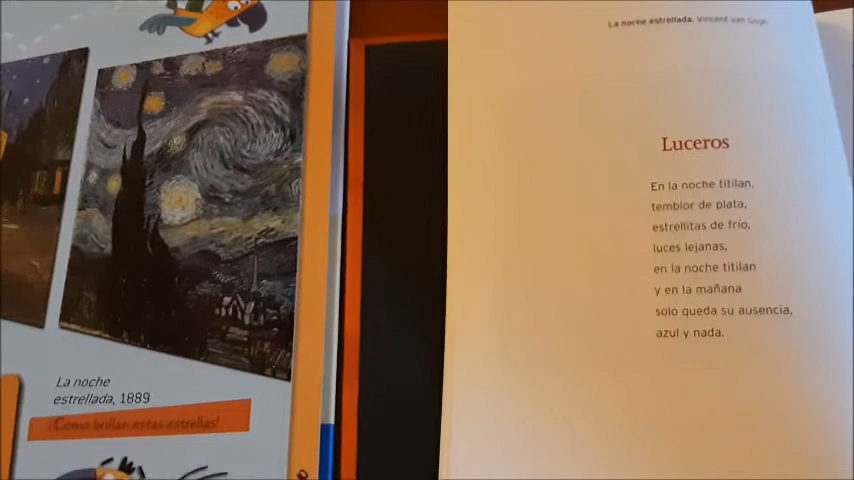 La noche
estrellada, 1889
¡Cómo brillan estas estrellas!
La noche estrellada. Vincent van Gogh
Luceros
En la noche titilan,
temblor de plata,
estrellitas de frío,
luces lejanas,
en la noche titilan
y en la mañana
solo queda su ausencia,
azul y nada.